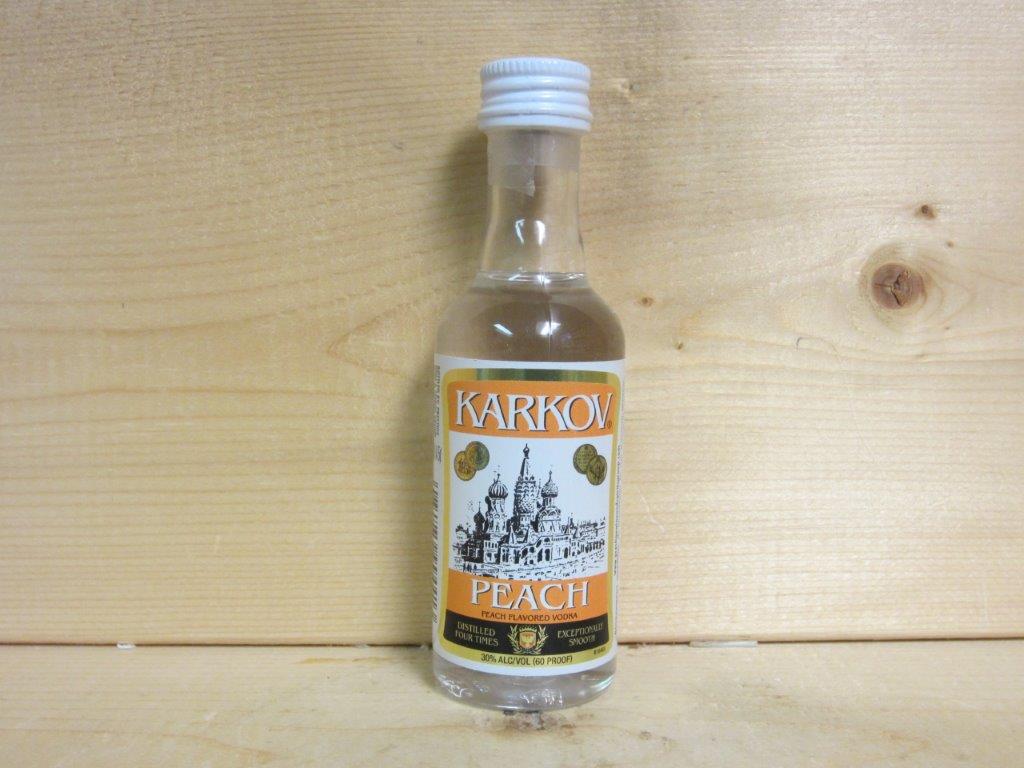 KARKOV
PEACH
PEACH FLAVORED VODKA
DISTILLED
FOUR TIMES
EXCEPTIONALLY
SMOOTH
30% ALC/VOL (60 PROOF)